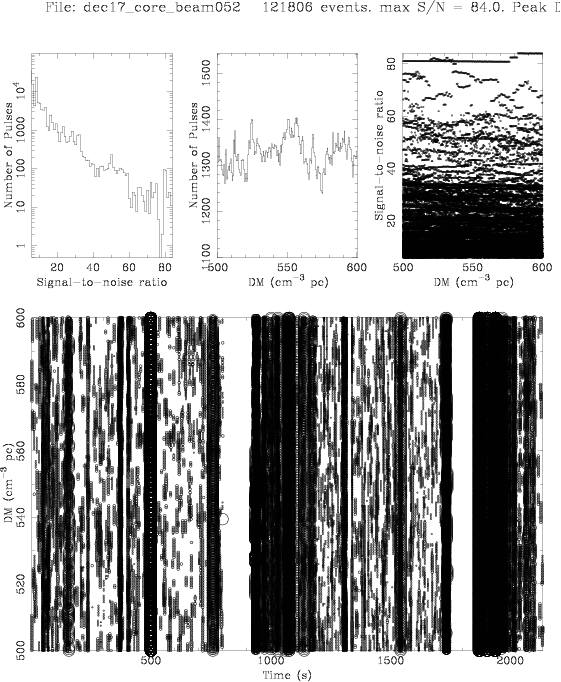 File: dec17_core_beam052 121806 events. max S/N = 84.0. Peak D
Number of Pulses
10⁴
1000
100
10
1
20 40 60 80
Signal-to-noise ratio
Number of Pulses
1100 1200 1300 1400 1500
500 550 600
DM (cm⁻³ pc)
Signal-to-noise ratio
20 40 60 80
500 550 600
DM (cm⁻³ pc)
DM (cm⁻³ pc)
500 520 540 560 580 600
500 1000 1500 2000
Time (s)